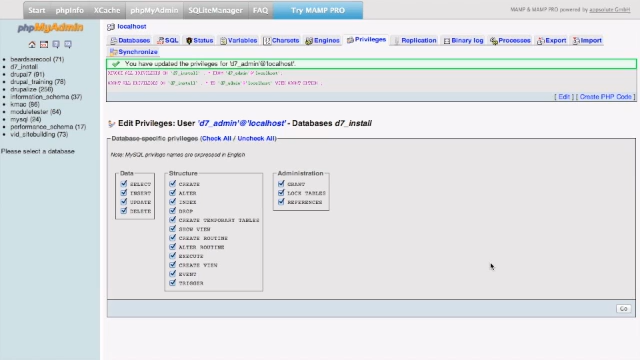 Start phpInfo XCache phpMyAdmin SQLiteManager FAQ Try MAMP PRO MAMP & MAMP PRO powered by appsolute GmbH
phpMyAdmin
beardsarecool (71)
d7_install
drupal7 (91)
drupal_training (78)
drupalize (256)
information_schema (37)
kmac (86)
moduletester (64)
mysql (24)
performance_schema (17)
vid_sitebuilding (73)
Please select a database
localhost
Databases SQL Status Variables Charsets Engines Privileges Replication Binary log Processes Export Import
Synchronize
You have updated the privileges for 'd7_admin'@'localhost'.
[ Edit ] [ Create PHP Code ]
Edit Privileges: User 'd7_admin'@'localhost' - Databases d7_install
Database-specific privileges (Check All / Uncheck All)
Note: MySQL privilege names are expressed in English
Data
SELECT
INSERT
UPDATE
DELETE
Structure
CREATE
ALTER
INDEX
DROP
CREATE TEMPORARY TABLES
SHOW VIEW
CREATE ROUTINE
ALTER ROUTINE
EXECUTE
CREATE VIEW
EVENT
TRIGGER
Administration
GRANT
LOCK TABLES
REFERENCES
Go